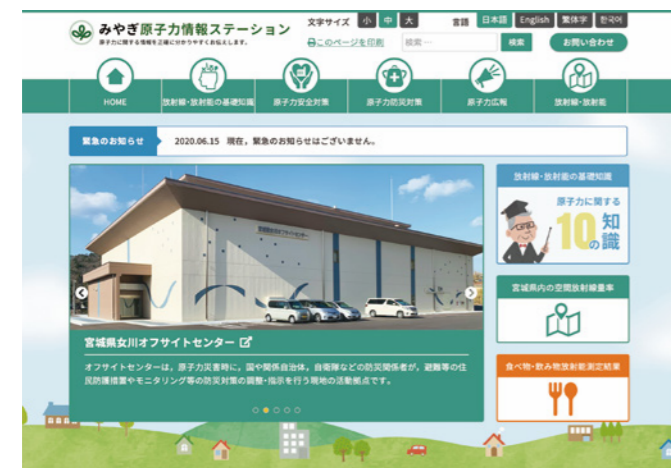 みやぎ原子力情報ステーション
原子力に関する情報を正確に分かりやすくお伝えします。
文字サイズ 小 中 大
言語 日本語 English 繁体字 한국어
このページを印刷
検索…
検索
お問い合わせ
HOME
放射線・放射能の基礎知識
原子力安全対策
原子力防災対策
原子力広報
放射線・放射能
緊急のお知らせ
2020.06.15 現在，緊急のお知らせはございません。
宮城県女川オフサイトセンター
オフサイトセンターは，原子力災害時に，国や関係自治体，自衛隊などの防災関係者が，避難等の住
民防護措置やモニタリング等の防災対策の調整・指示を行う現地の活動拠点です。
放射線・放射能の基礎知識
原子力に関する
10の知識
宮城県内の空間放射線量率
食べ物・飲み物放射能測定結果